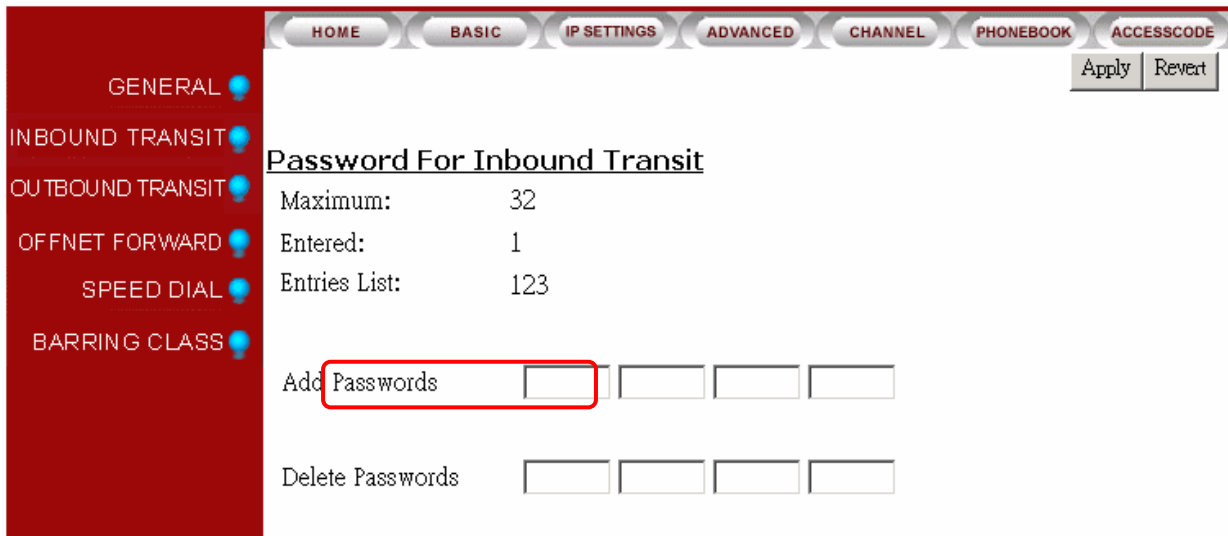 HOME BASIC IP SETTINGS ADVANCED CHANNEL PHONEBOOK ACCESSCODE
Apply Revert
GENERAL
INBOUND TRANSIT
OUTBOUND TRANSIT
OFFNET FORWARD
SPEED DIAL
BARRING CLASS
Password For Inbound Transit
Maximum: 32
Entered: 1
Entries List: 123
Add Passwords
Delete Passwords